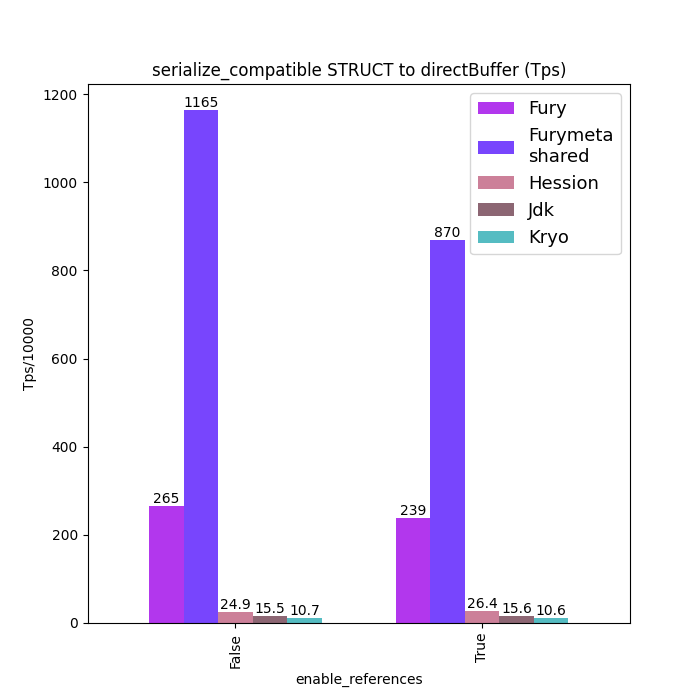 serialize_compatible STRUCT to directBuffer (Tps)
Tps/10000
1200
1000
800
600
400
200
0
1165
870
265
239
24.9
15.5
10.7
26.4
15.6
10.6
Fury
Furymeta
shared
Hession
Jdk
Kryo
False
True
enable_references